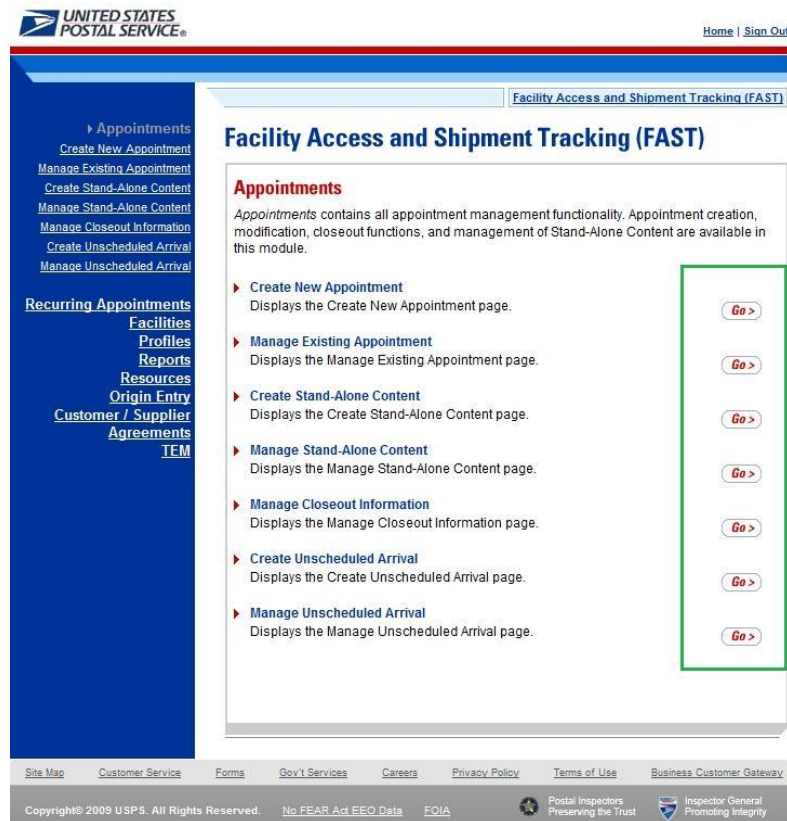 UNITED STATES
POSTAL SERVICE®
Home | Sign Out
Facility Access and Shipment Tracking (FAST)
Appointments
Create New Appointment
Manage Existing Appointment
Create Stand-Alone Content
Manage Stand-Alone Content
Manage Closeout Information
Create Unscheduled Arrival
Manage Unscheduled Arrival
Recurring Appointments
Facilities
Profiles
Reports
Resources
Origin Entry
Customer / Supplier
Agreements
TEM
Facility Access and Shipment Tracking (FAST)
Appointments
Appointments contains all appointment management functionality. Appointment creation,
modification, closeout functions, and management of Stand-Alone Content are available in
this module.
Create New Appointment
Displays the Create New Appointment page.
Go >
Manage Existing Appointment
Displays the Manage Existing Appointment page.
Go >
Create Stand-Alone Content
Displays the Create Stand-Alone Content page.
Go >
Manage Stand-Alone Content
Displays the Manage Stand-Alone Content page.
Go >
Manage Closeout Information
Displays the Manage Closeout Information page.
Go >
Create Unscheduled Arrival
Displays the Create Unscheduled Arrival page.
Go >
Manage Unscheduled Arrival
Displays the Manage Unscheduled Arrival page.
Go >
Site Map Customer Service Forms Gov't Services Careers Privacy Policy Terms of Use Business Customer Gateway
Copyright© 2009 USPS. All Rights Reserved. No FEAR Act EEO Data FOIA
Postal Inspectors
Preserving the Trust
Inspector General
Promoting Integrity